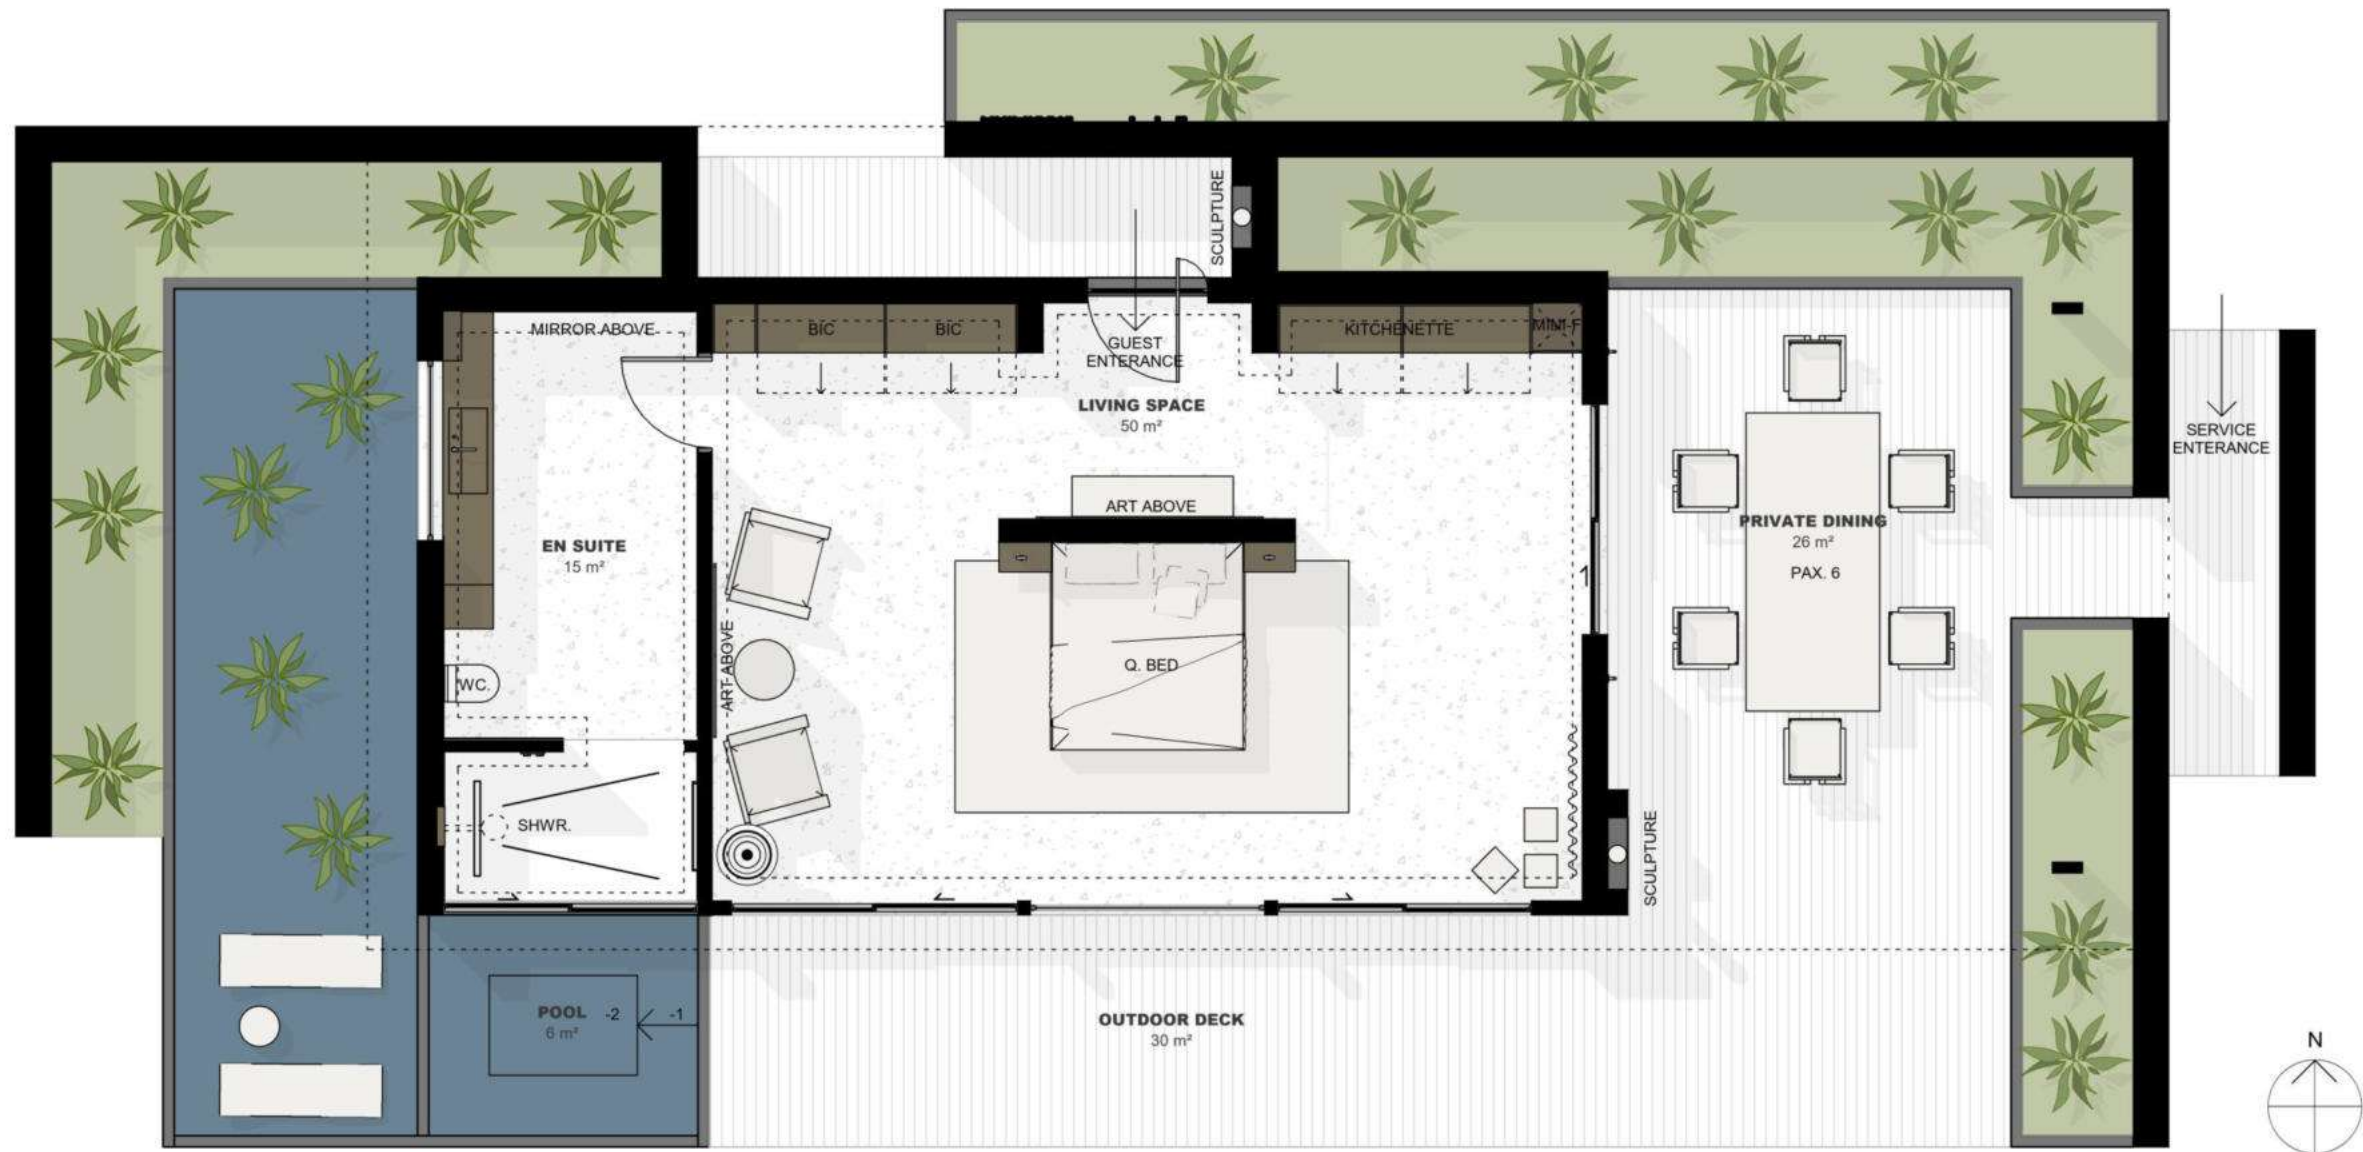 SCULPTURE
MIRROR ABOVE
BIC
BIC
GUEST
ENTERANCE
KITCHENETTE
MINI-F
LIVING SPACE
50 m²
SERVICE
ENTERANCE
ART ABOVE
EN SUITE
15 m²
PRIVATE DINING
26 m²
PAX. 6
ART ABOVE
Q. BED
WC.
SHWR.
SCULPTURE
POOL
6 m²
-2
-1
OUTDOOR DECK
30 m²
N